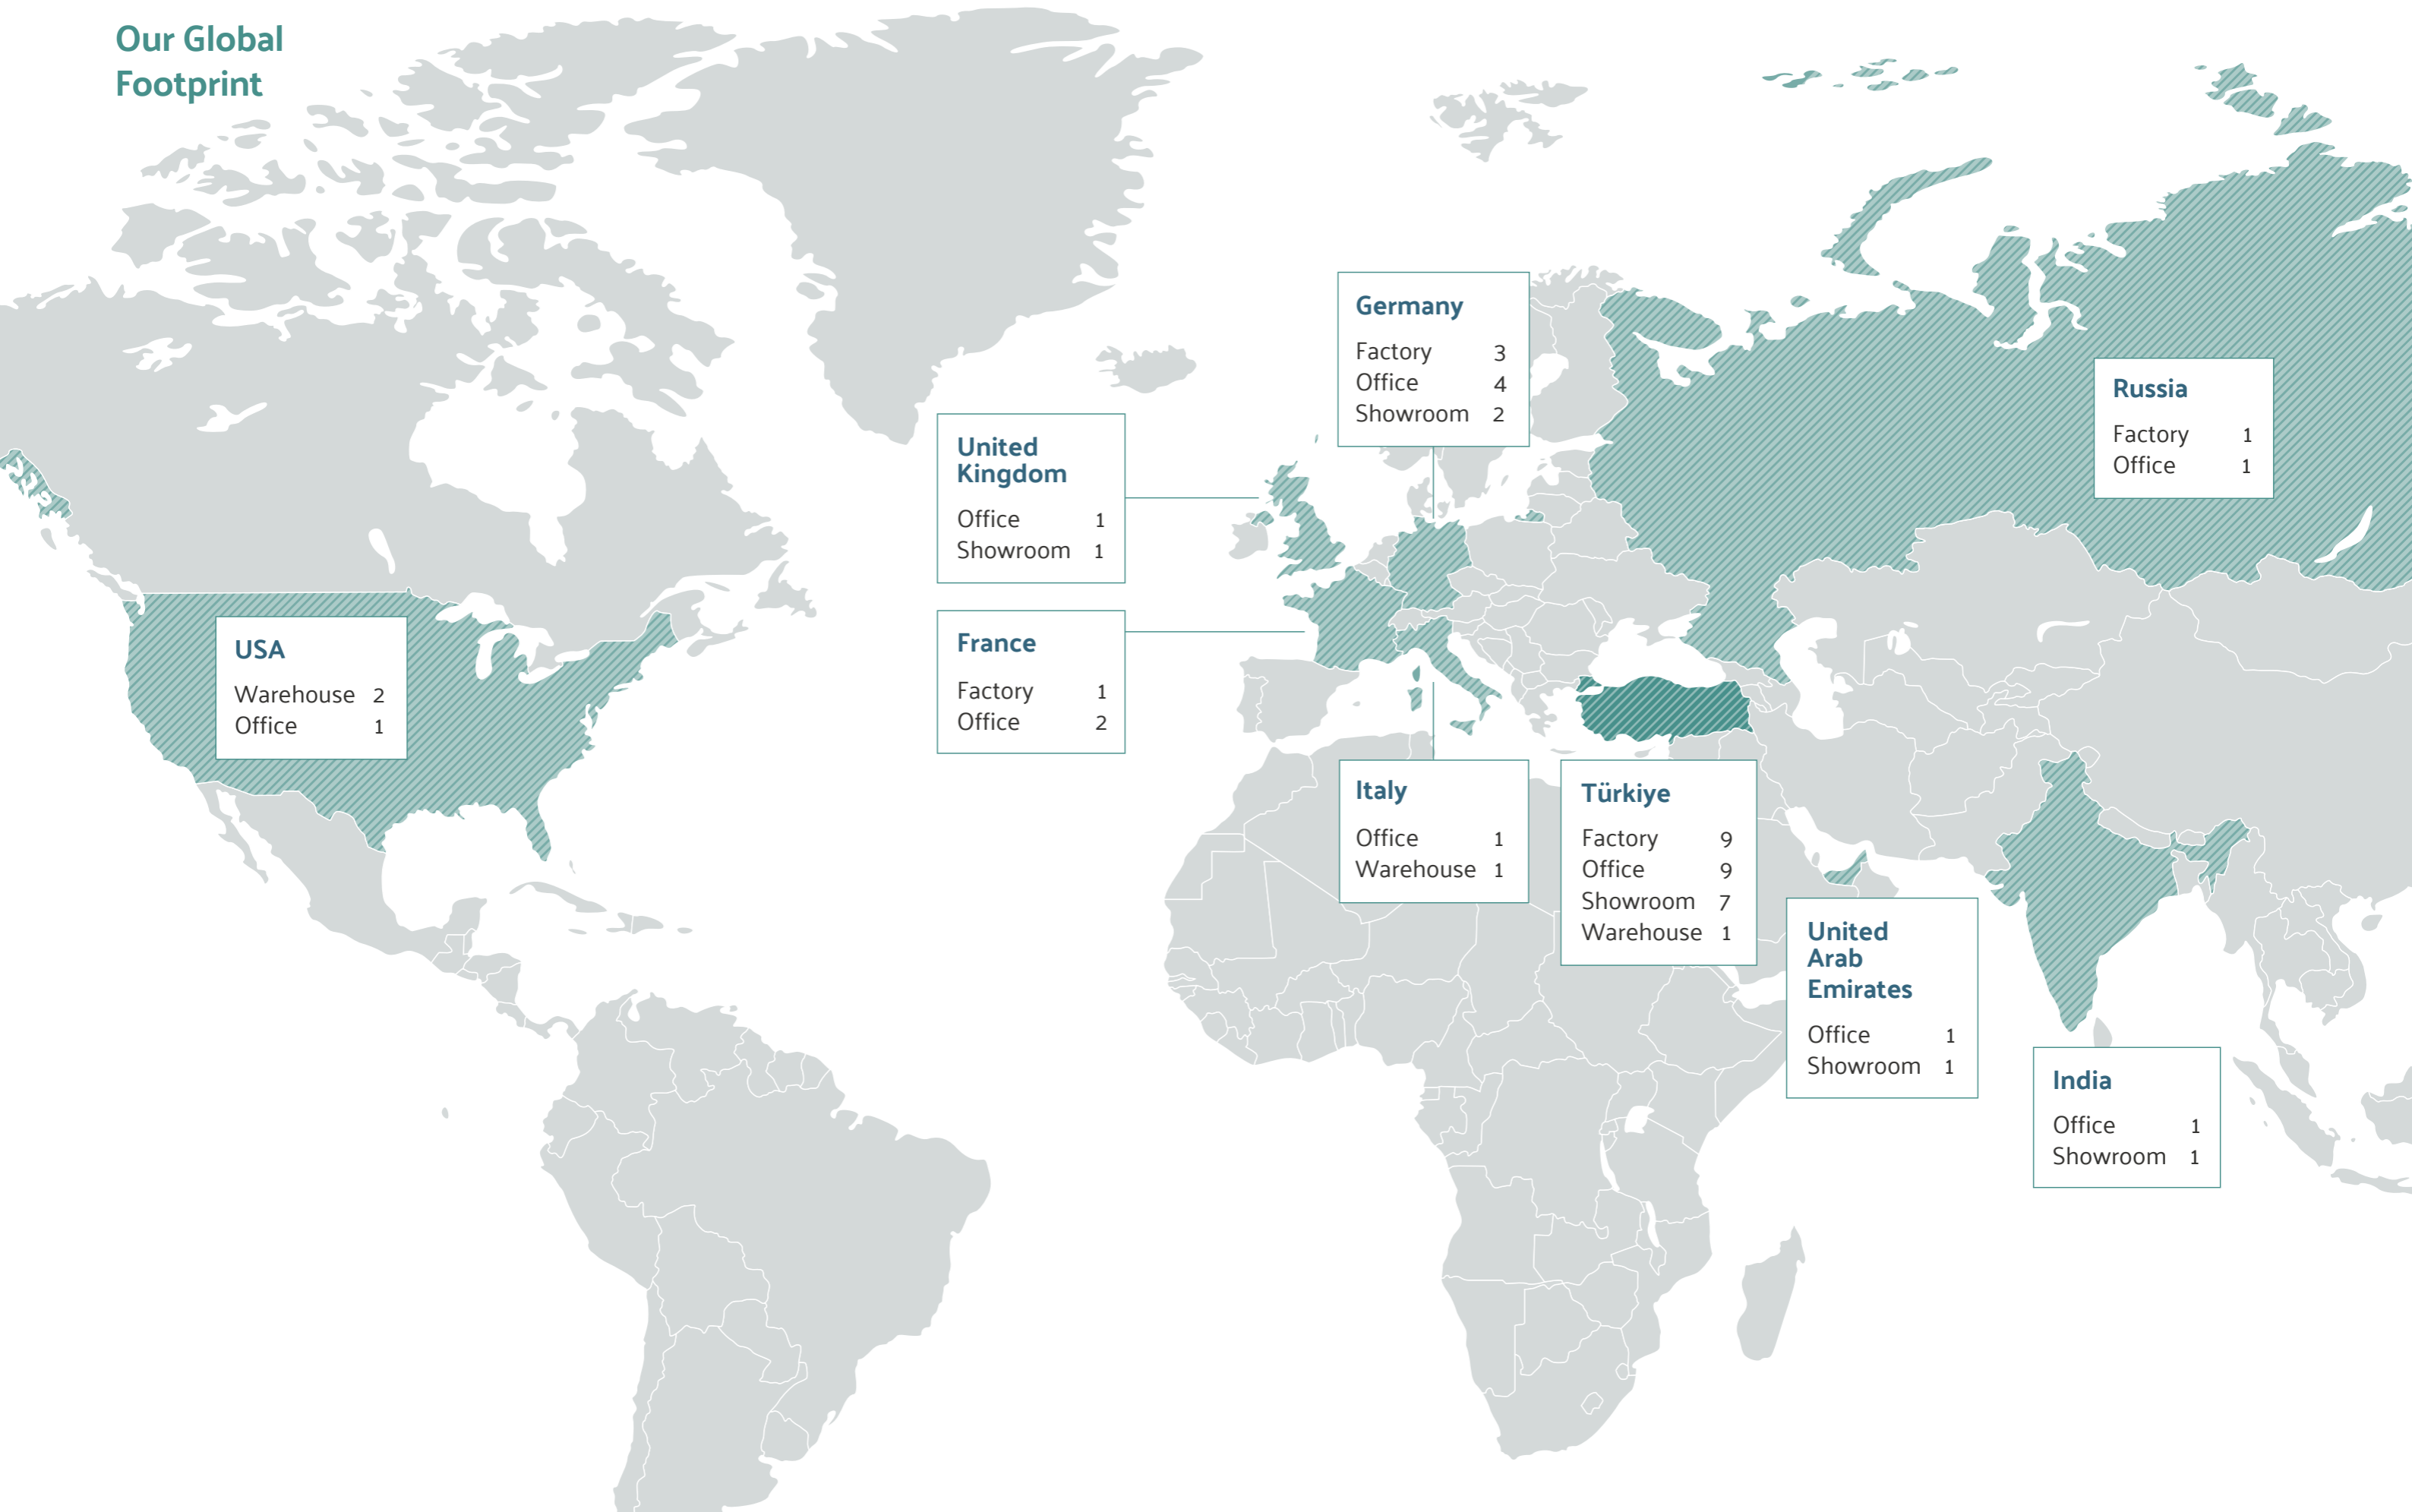 Our Global
Footprint
Germany
Factory 3
Office 4
Showroom 2
Russia
Factory 1
Office 1
United
Kingdom
Office 1
Showroom 1
France
Factory 1
Office 2
USA
Warehouse 2
Office 1
Italy
Office 1
Warehouse 1
Türkiye
Factory 9
Office 9
Showroom 7
Warehouse 1
United
Arab
Emirates
Office 1
Showroom 1
India
Office 1
Showroom 1